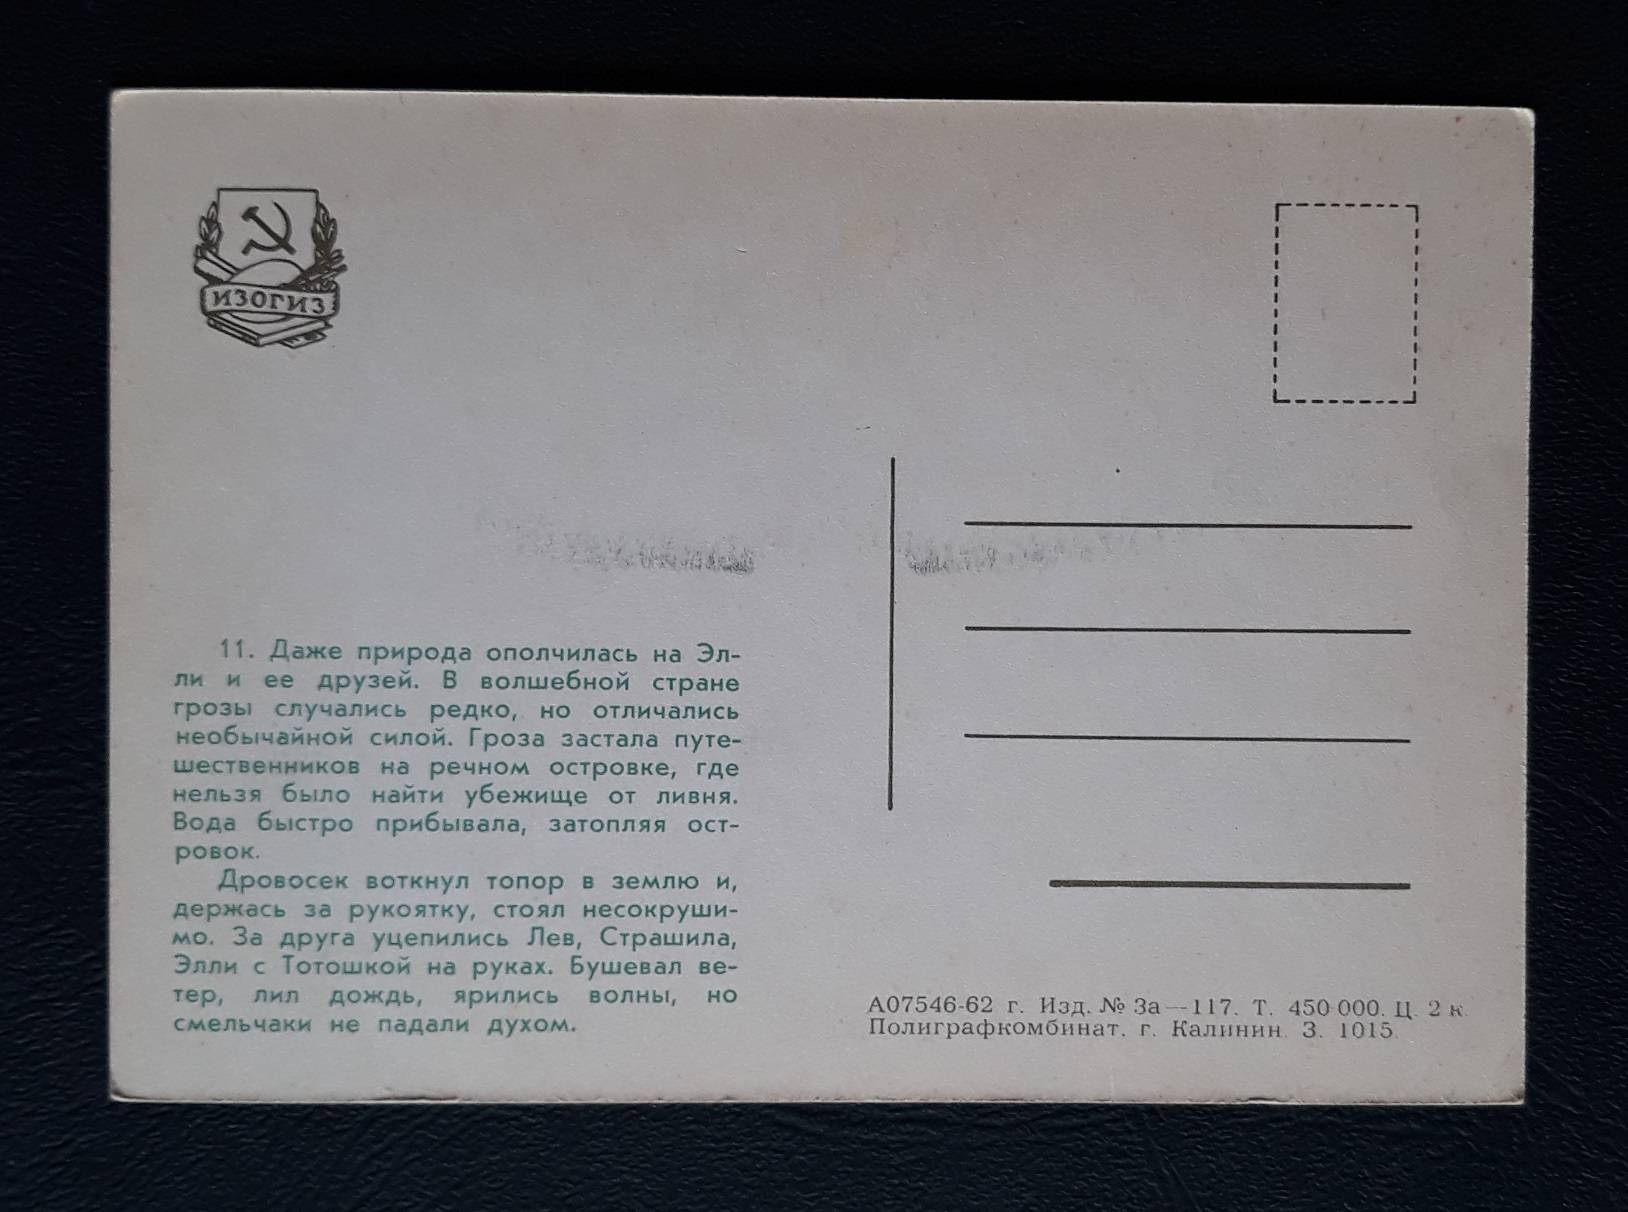 ИЗОГИЗ
11. Даже природа ополчилась на Эл-
ли и ее друзей. В волшебной стране
грозы случались редко, но отличались
необычайной силой. Гроза застала путе-
шественников на речном островке, где
нельзя было найти убежище от ливня.
Вода быстро прибывала, затопляя ост-
ровок.
Дровосек воткнул топор в землю и,
держась за рукоятку, стоял несокруши-
мо. За друга уцепились Лев, Страшила,
Элли с Тотошкой на руках. Бушевал ве-
тер, лил дождь, ярились волны, но
смельчаки не падали духом.
А07546-62 г. Изд. № 3а—117. Т. 450 000. Ц. 2 к.
Полиграфкомбинат. г. Калинин. З. 1015.